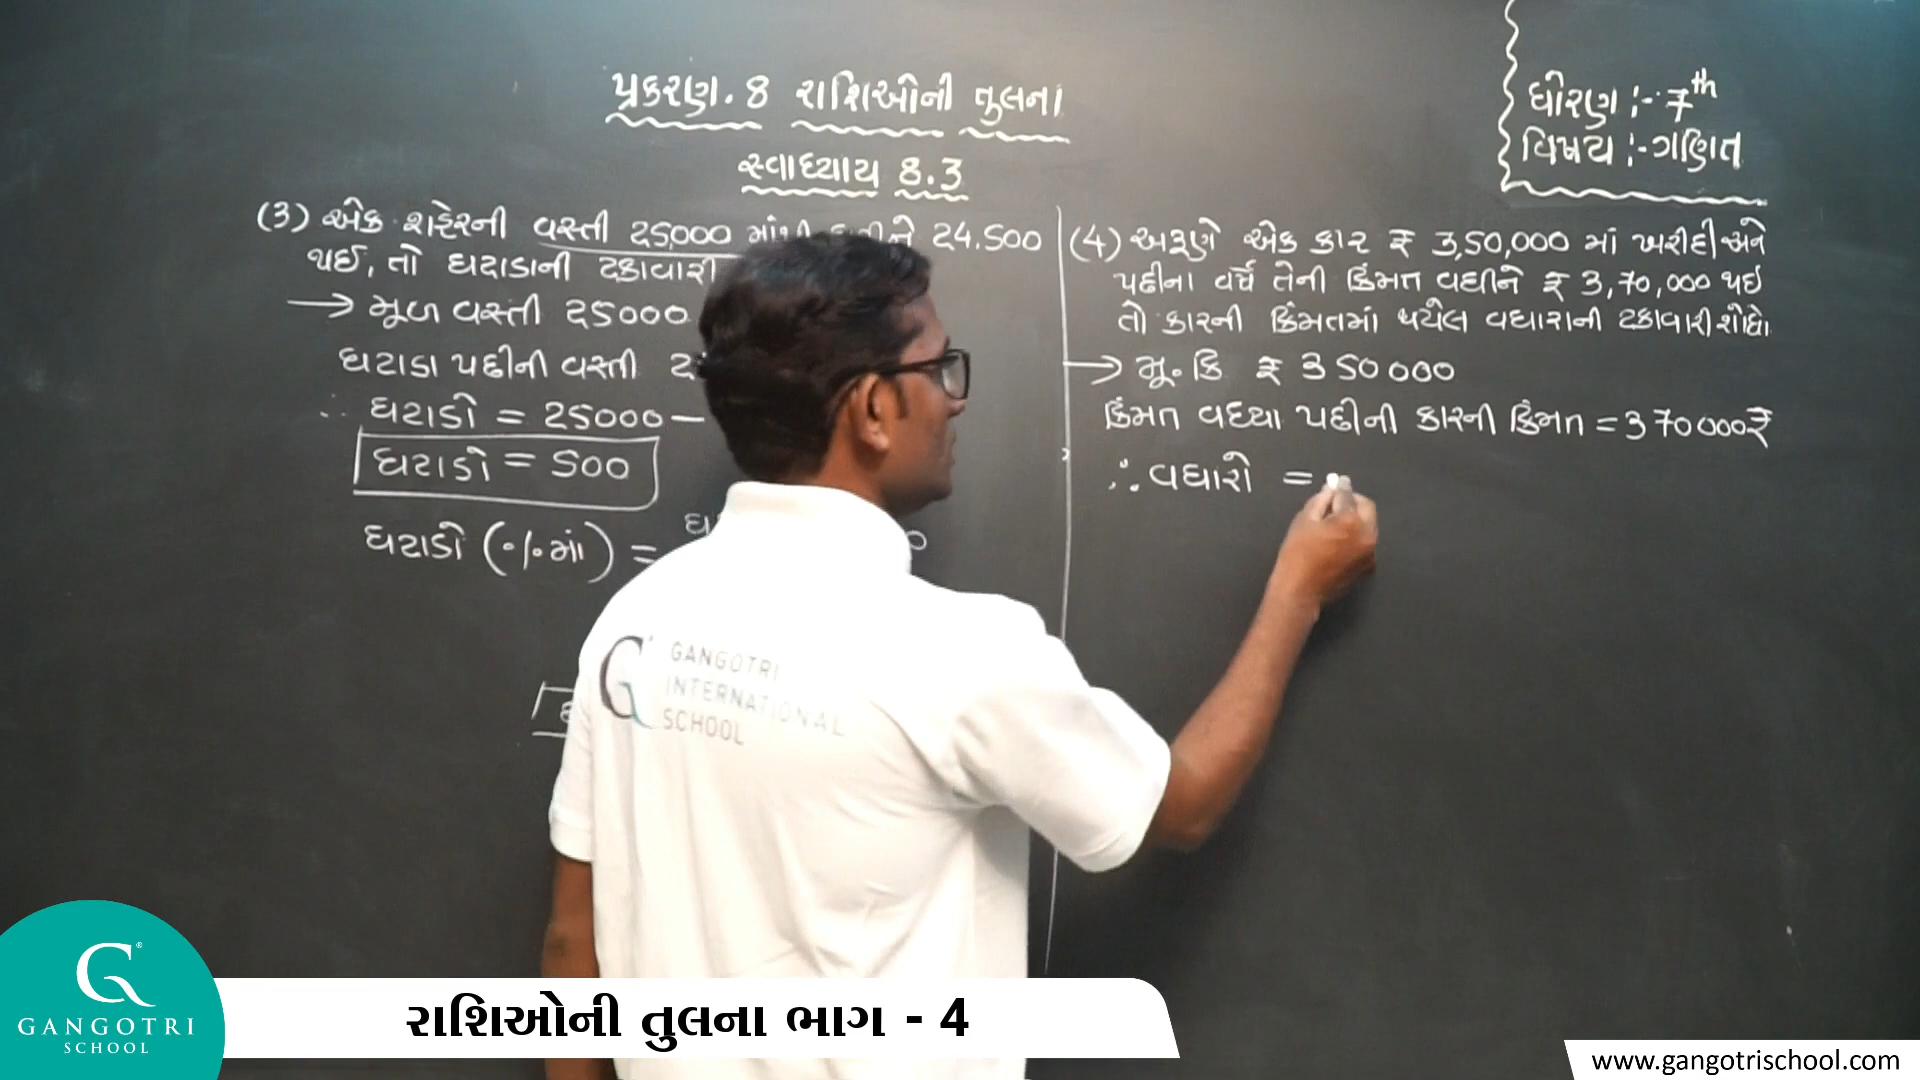 પ્રકરણ. 8 રાશિઓની તુલના
સ્વાધ્યાય 8.3
ધોરણ :- 7th
વિષય :- ગણિત
(3) એક શહેરની વસ્તી 25000 24.500
થઈ, તો ઘટાડાની ટકાવારી
→ મૂળ વસ્તી 25000
ઘટાડા પછીની વસ્તી
∴ ઘટાડો = 25000 —
ઘટાડો = 500
ઘટાડો (%માં) =
(4) અરૂણે એક કાર ₹ 3,50,000 માં ખરીદી અને
પછીના વર્ષે તેની કિંમત વધીને ₹ 3,70,000 થઇ
તો કારની કિંમતમાં થયેલ વધારાની ટકાવારી શોધો.
→ મૂ. કિ ₹ 350000
કિંમત વધ્યા પછીની કારની કિંમત = 370000₹
∴ વધારો =
GANGOTRI
INTERNATIONAL
SCHOOL
GANGOTRI
SCHOOL
રાશિઓની તુલના ભાગ - 4
www.gangotrischool.com